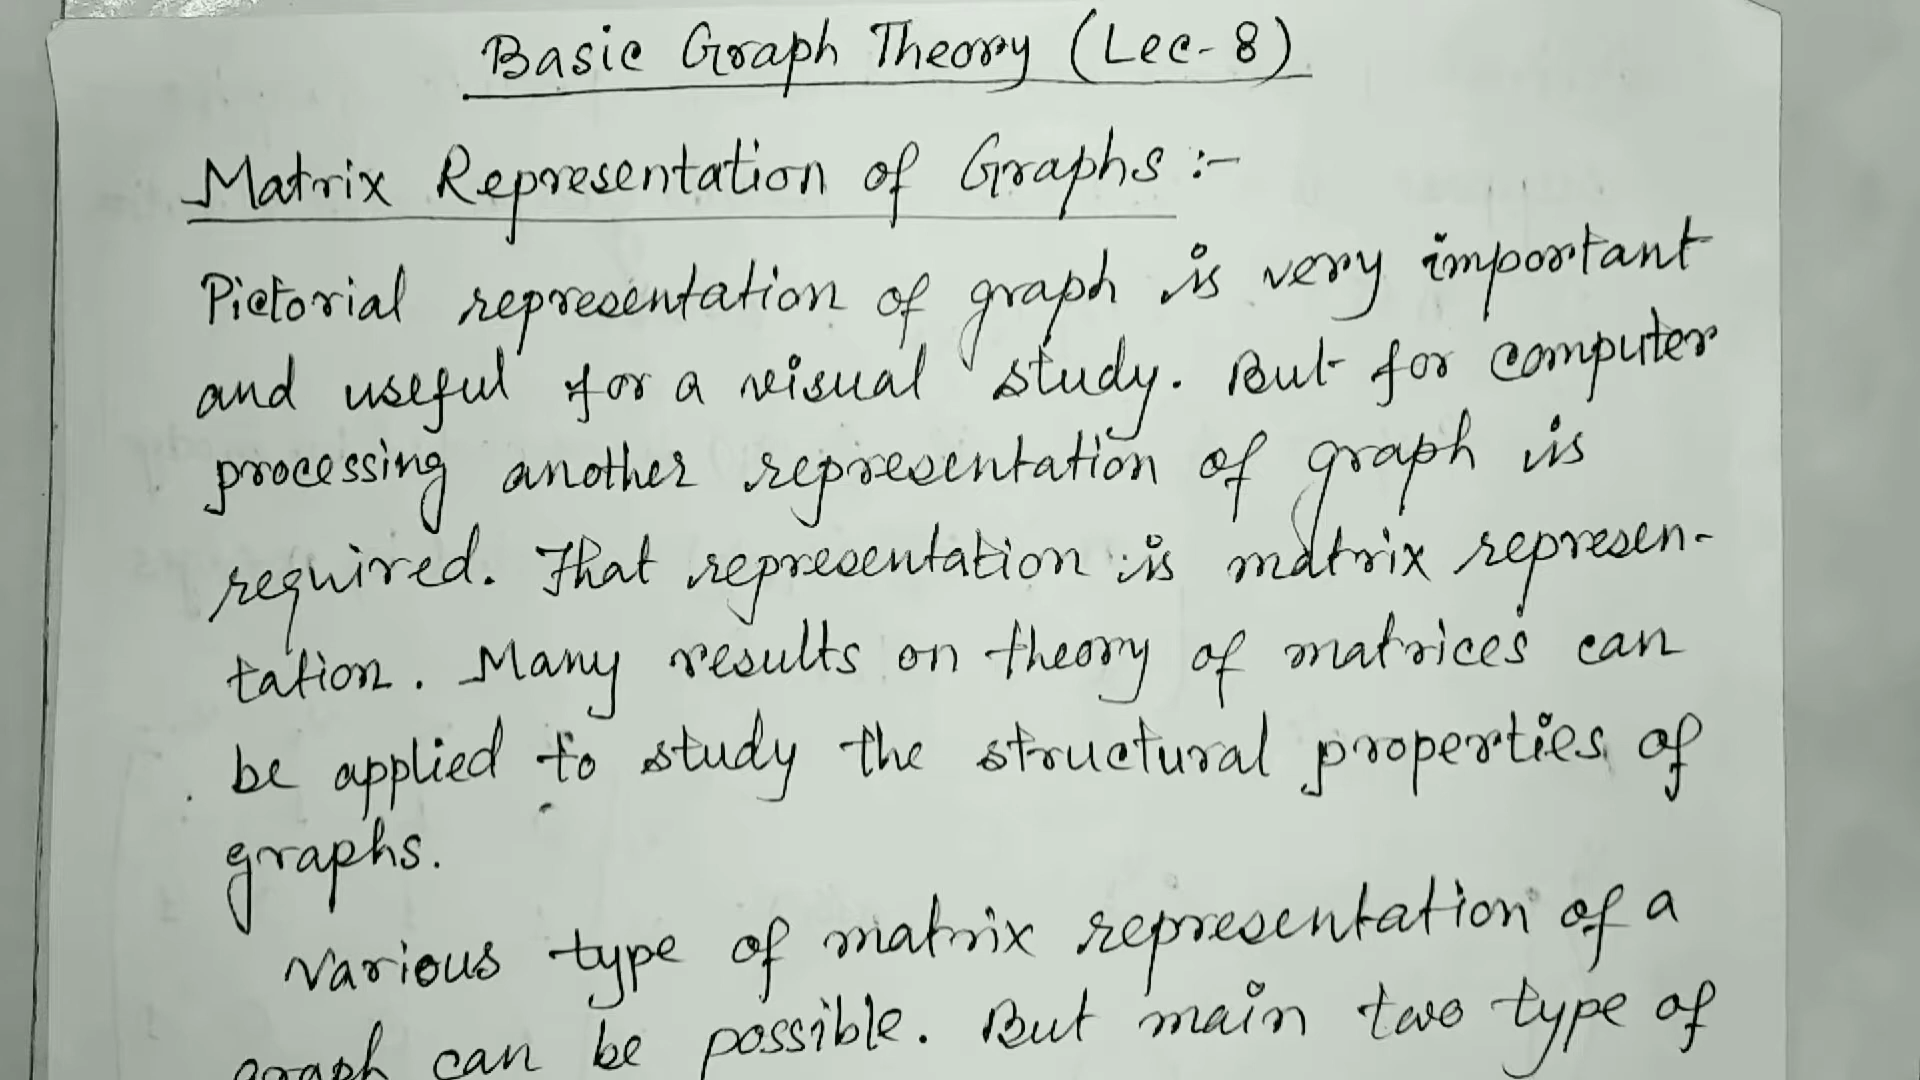 Basic Graph Theory (Lec-8)
Matrix Representation of Graphs :-
Pictorial representation of graph is very important
and useful for a visual study. But for computer
processing another representation of graph is
required. That representation is matrix represen-
tation. Many results on theory of matrices can
be applied to study the structural properties of
graphs.
Various type of matrix representation of a
graph can be possible. But main two type of